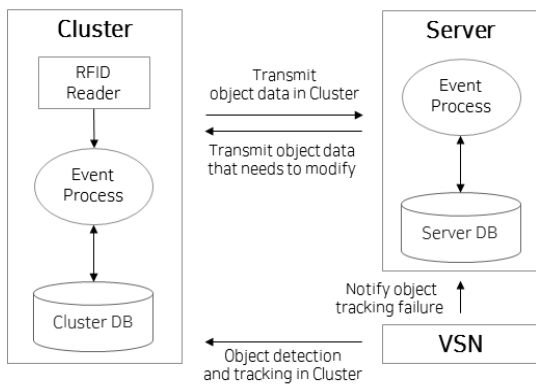 Cluster
RFID
Reader
Event
Process
Cluster DB
Transmit
object data in Cluster
Transmit object data
that needs to modify
Server
Event
Process
Server DB
Notify object
tracking failure
VSN
Object detection
and tracking in Cluster